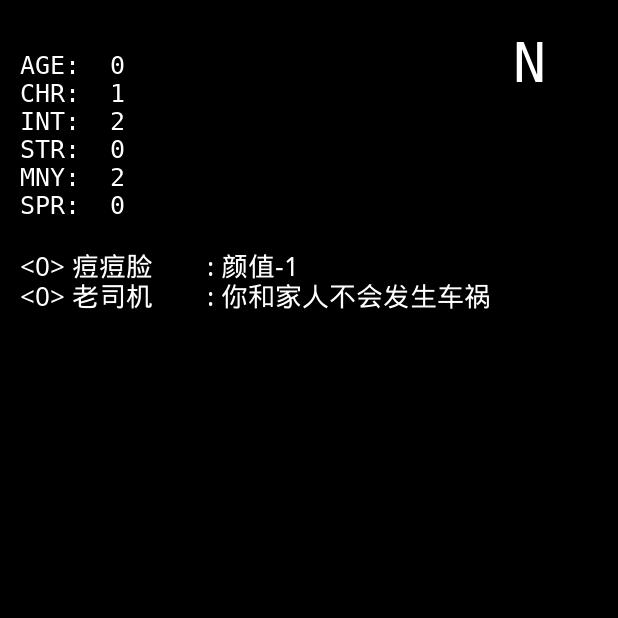 N
AGE: 0
CHR: 1
INT: 2
STR: 0
MNY: 2
SPR: 0
<0> 痘痘脸 : 颜值-1
<0> 老司机 : 你和家人不会发生车祸